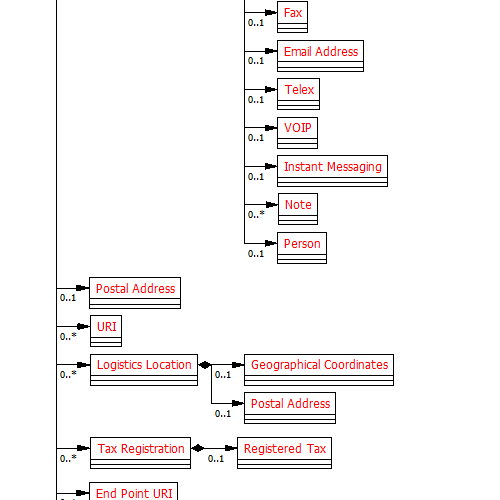 Fax
0..1
Email Address
0..1
Telex
0..1
VOIP
0..1
Instant Messaging
0..1
Note
0..*
Person
0..1
Postal Address
0..1
URI
0..*
Logistics Location
0..*
Geographical Coordinates
0..1
Postal Address
0..1
Tax Registration
0..*
Registered Tax
0..1
End Point URI